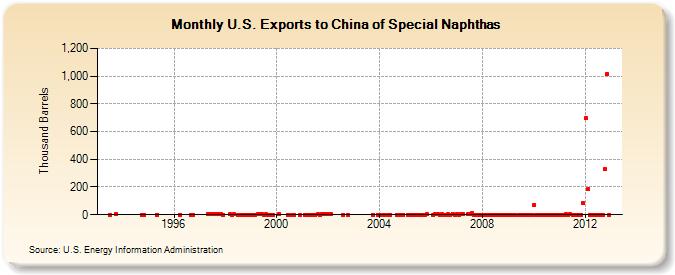 Monthly U.S. Exports to China of Special Naphthas
Thousand Barrels
1,200
1,000
800
600
400
200
0
1996 2000 2004 2008 2012
Source: U.S. Energy Information Administration